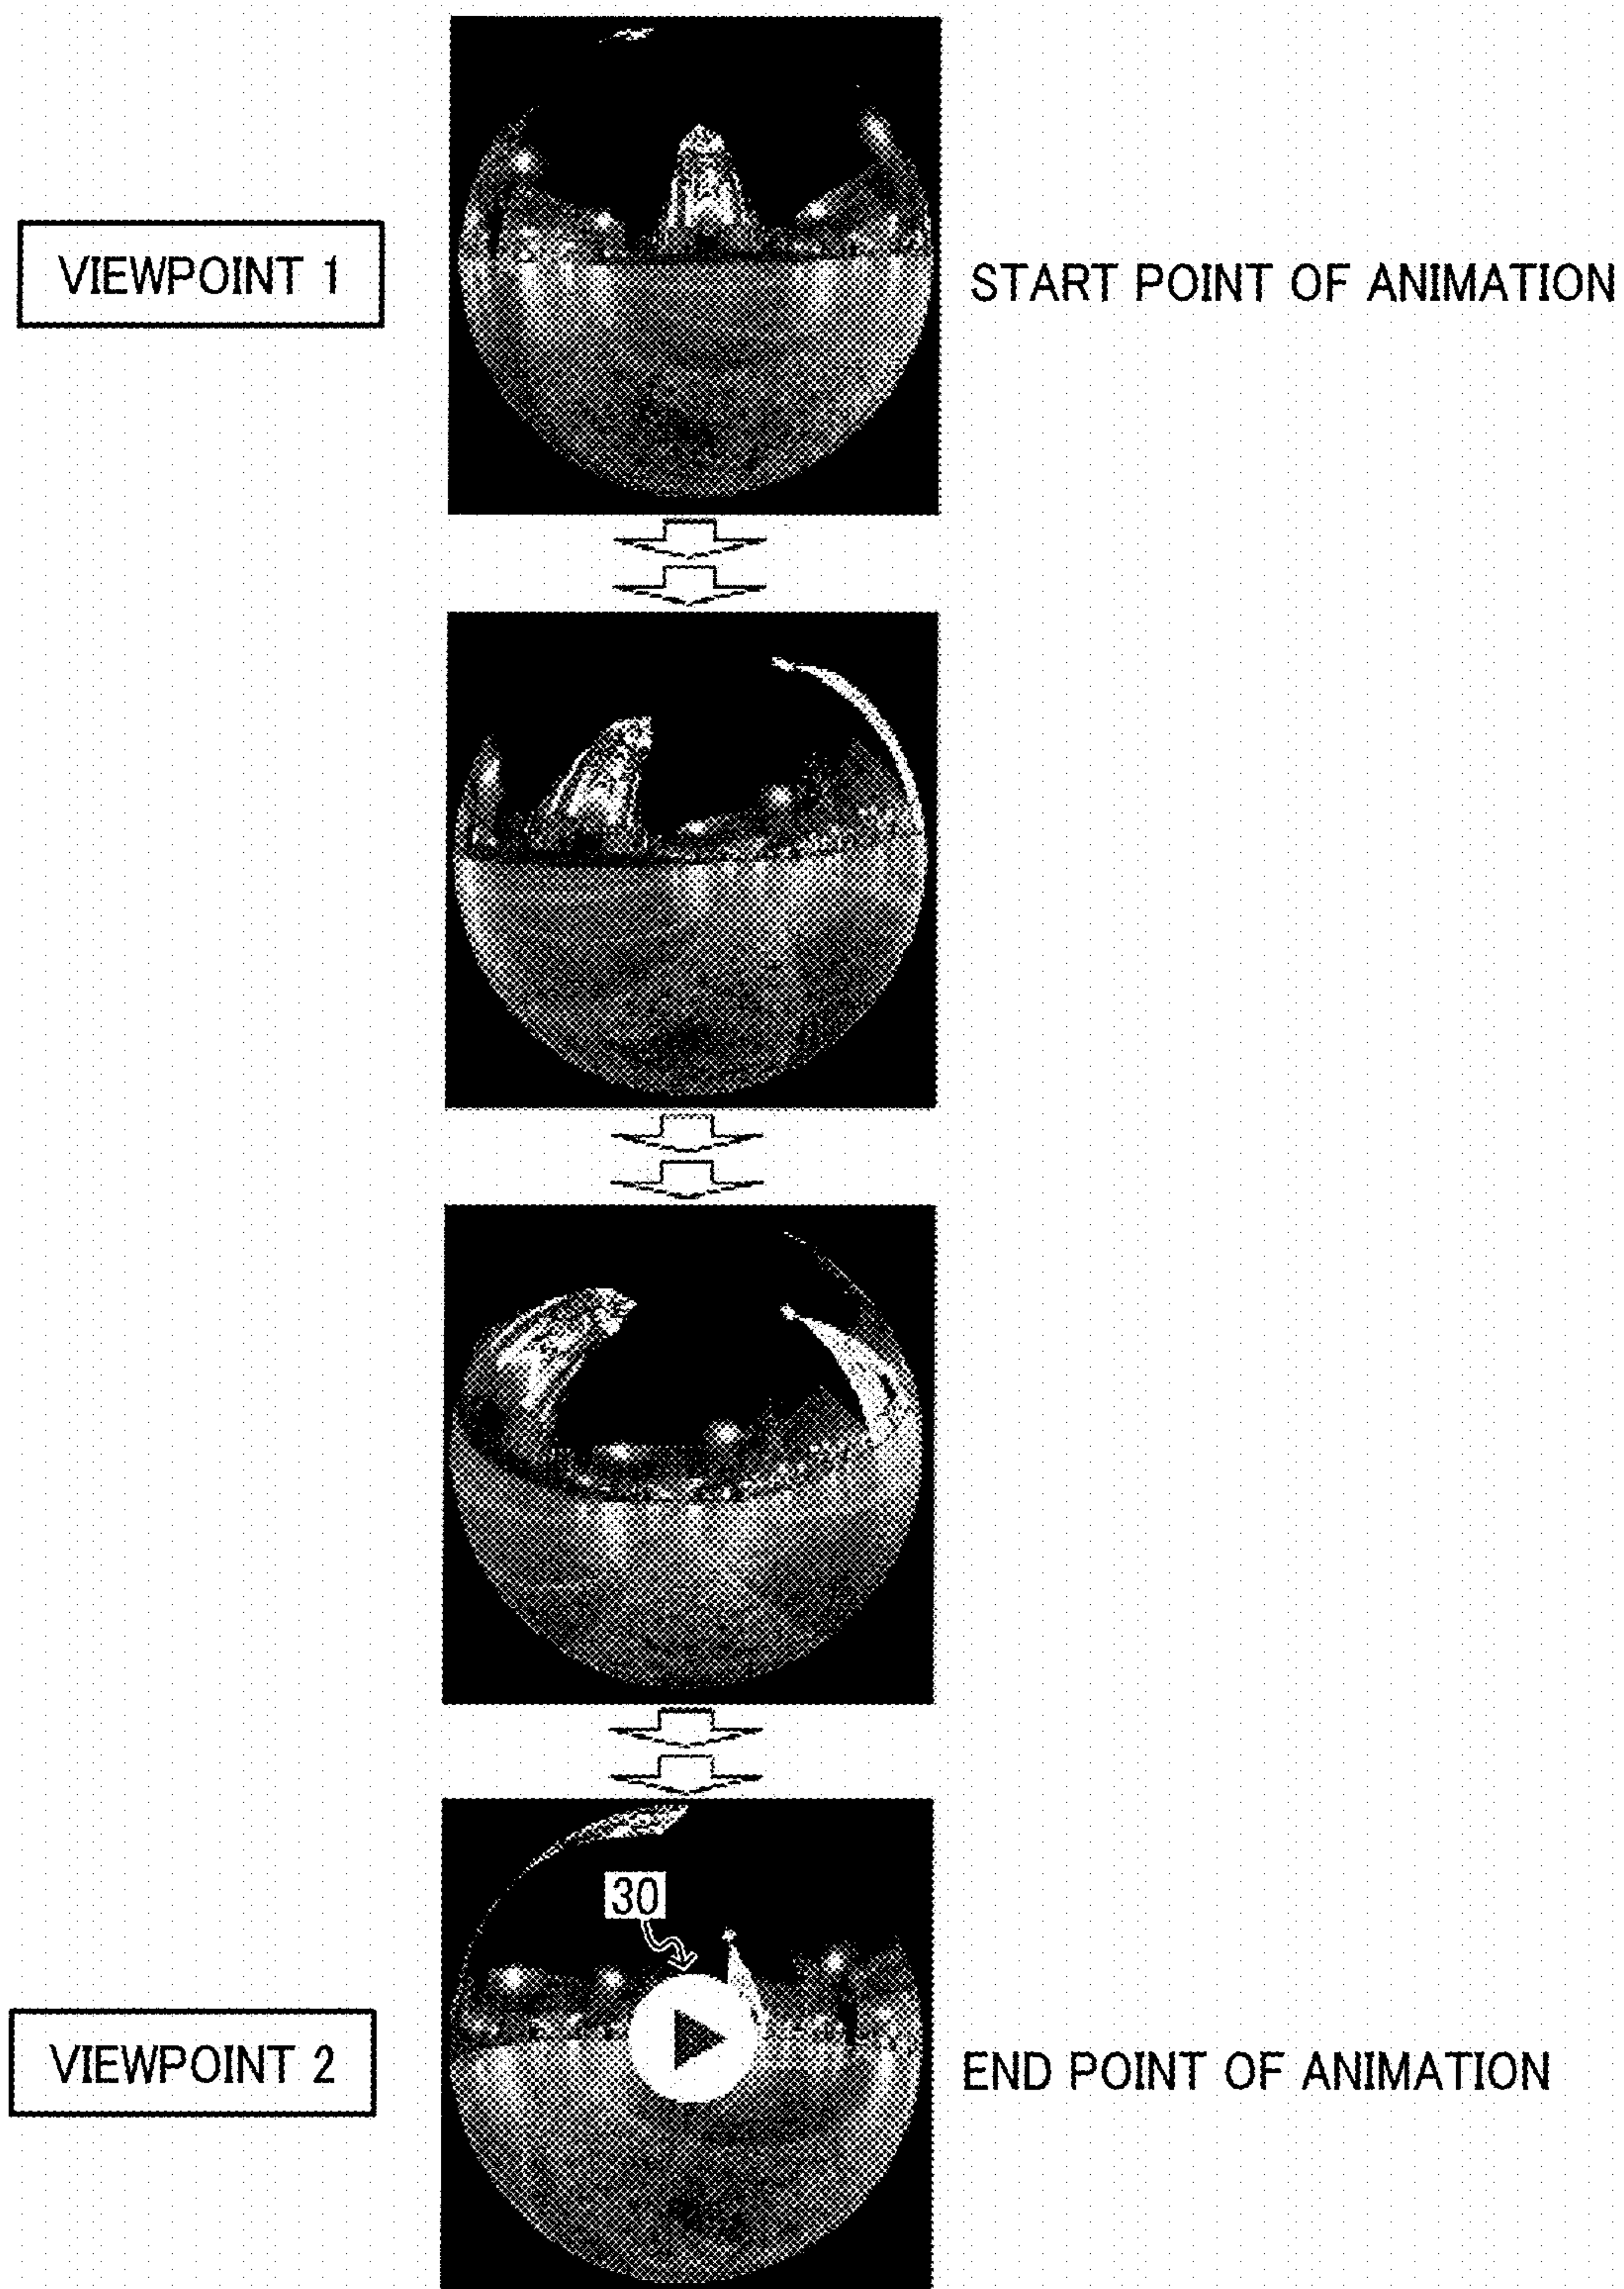 VIEWPOINT 1
START POINT OF ANIMATION
30
VIEWPOINT 2
END POINT OF ANIMATION